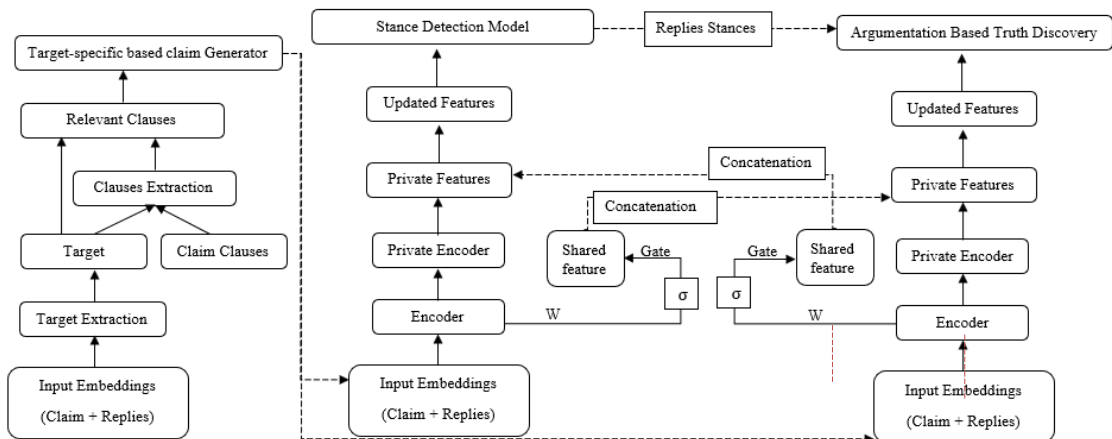 Stance Detection Model
Replies Stances
Argumentation Based Truth Discovery
Target-specific based claim Generator
Updated Features
Updated Features
Relevant Clauses
Concatenation
Clauses Extraction
Private Features
Private Features
Concatenation
Target
Claim Clauses
Private Encoder
Shared
feature
Gate
Gate
Shared
feature
Private Encoder
σ
σ
Target Extraction
Encoder
W
W
Encoder
Input Embeddings
(Claim + Replies)
Input Embeddings
(Claim + Replies)
Input Embeddings
(Claim + Replies)